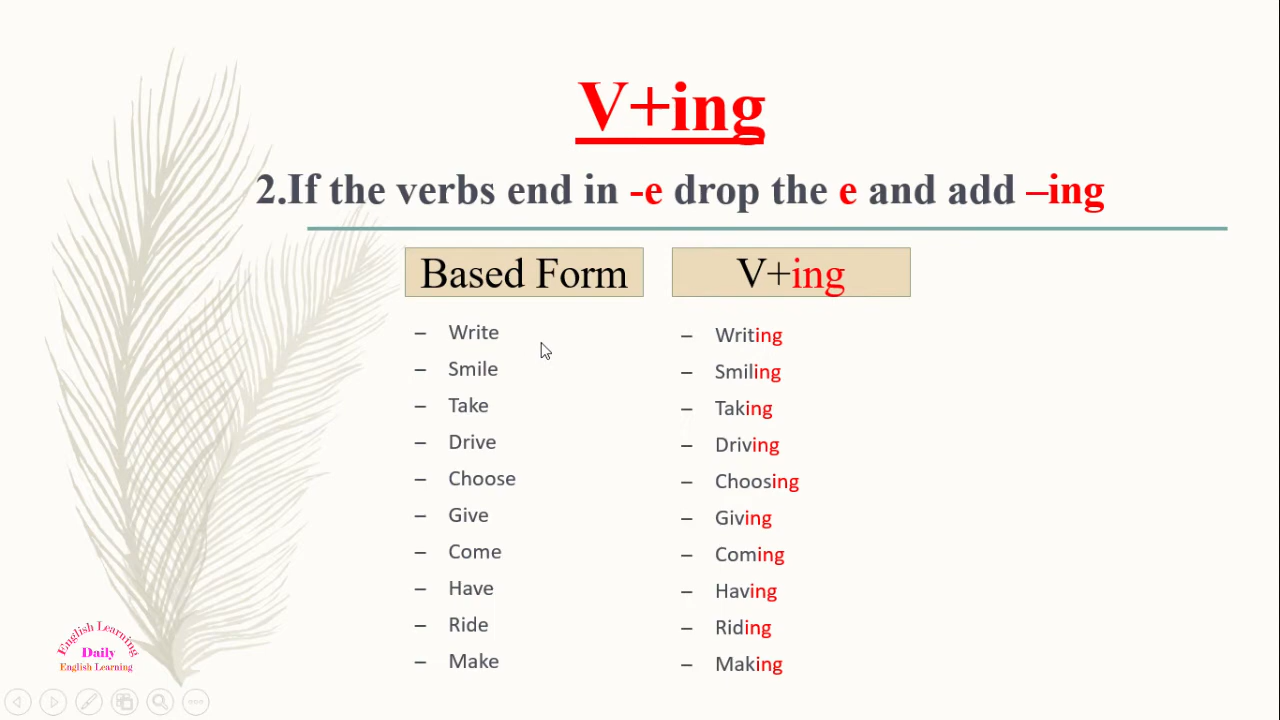 V+ing
2.If the verbs end in -e drop the e and add –ing
Based Form
V+ing
– Write
– Smile
– Take
– Drive
– Choose
– Give
– Come
– Have
– Ride
– Make
– Writing
– Smiling
– Taking
– Driving
– Choosing
– Giving
– Coming
– Having
– Riding
– Making
English Learning
Daily
English Learning